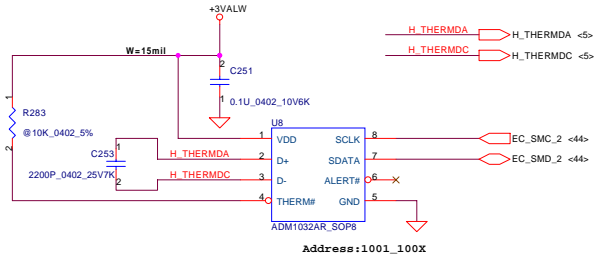 +3VALW
H_THERMDA
H_THERMDA <5>
W=15mil
H_THERMDC
H_THERMDC <5>
2
C251
1
0.1U_0402_10V6K
1
R283
@10K_0402_5%
2
U8
1
C253
2200P_0402_25V7K
2
H_THERMDA
H_THERMDC
1 VDD SCLK 8
EC_SMC_2 <44>
2 D+ SDATA 7
EC_SMD_2 <44>
3 D- ALERT# 6
4 THERM# GND 5
ADM1032AR_SOP8
Address:1001_100X